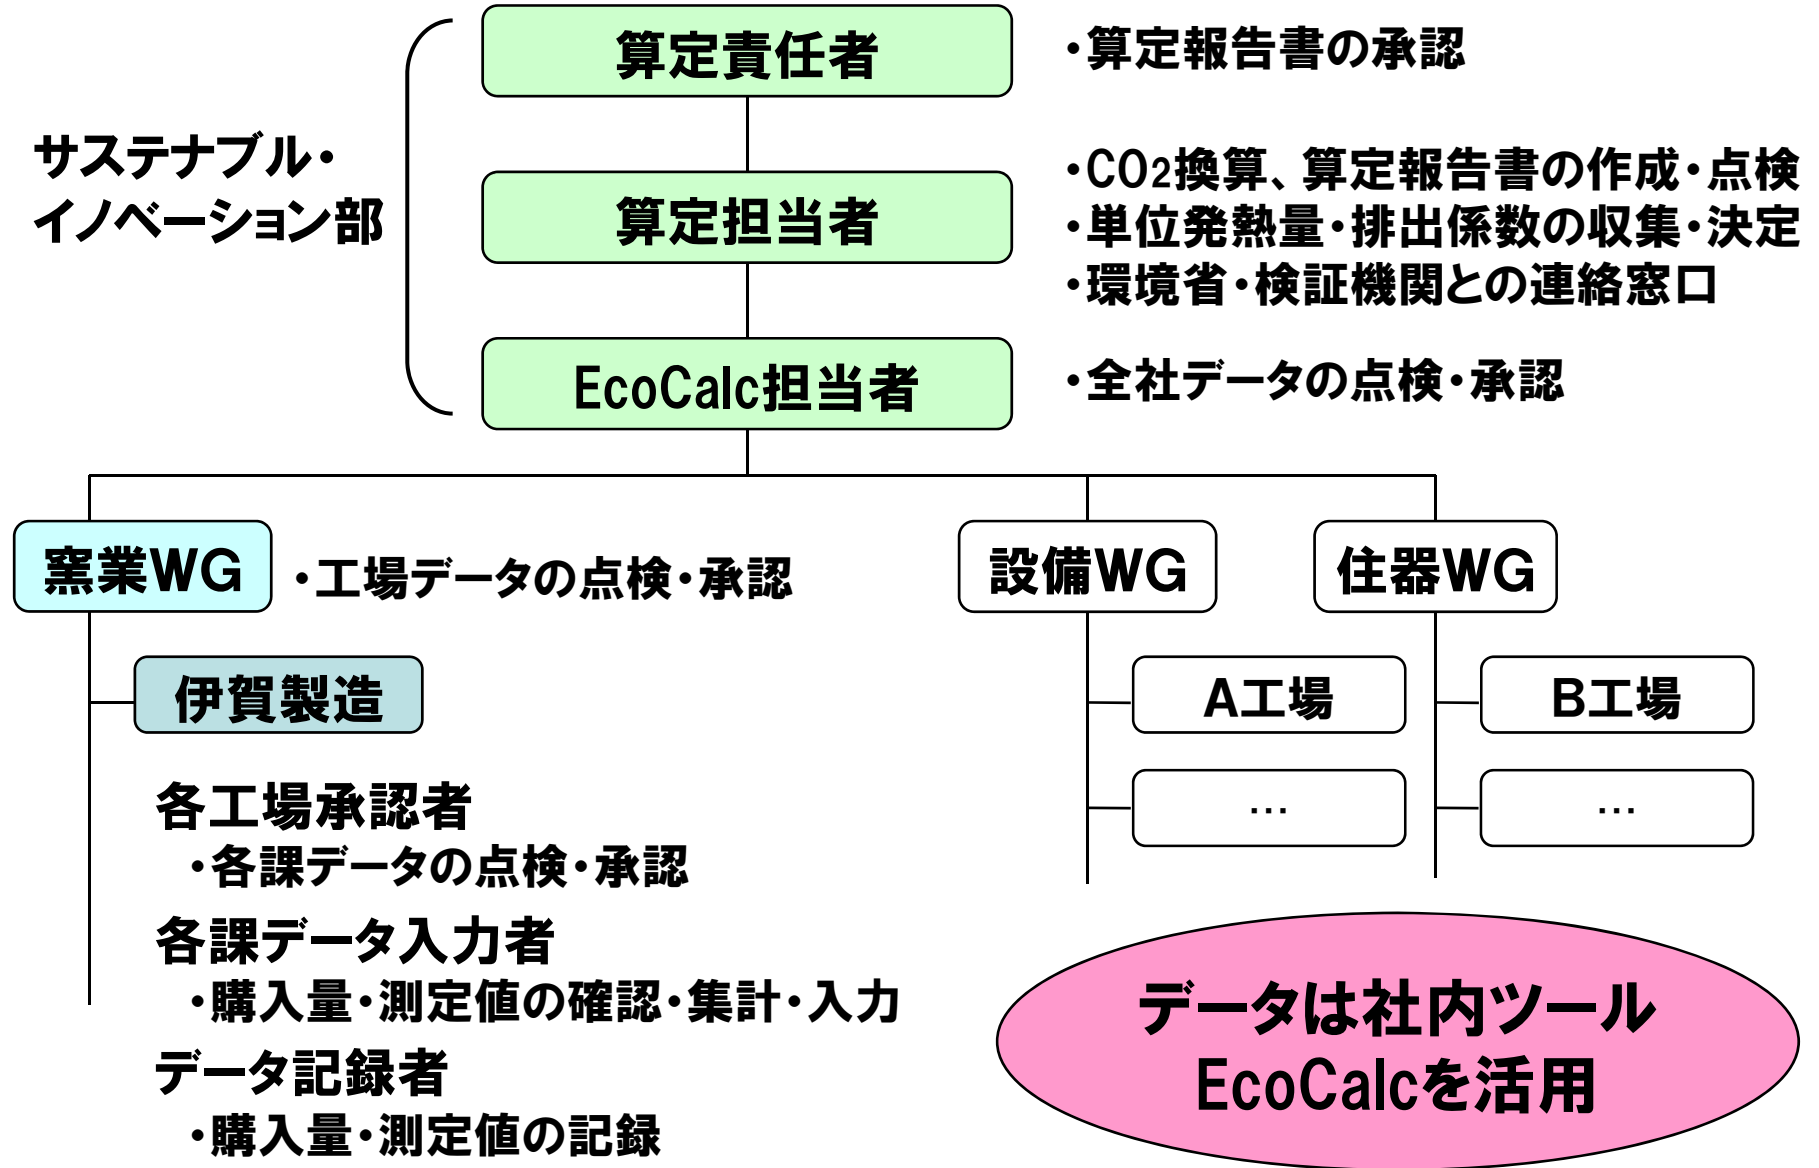 算定責任者
・算定報告書の承認
サステナブル・
イノベーション部
算定担当者
・CO2換算、算定報告書の作成・点検
・単位発熱量・排出係数の収集・決定
・環境省・検証機関との連絡窓口
EcoCalc担当者
・全社データの点検・承認
窯業WG
・工場データの点検・承認
設備WG
住器WG
伊賀製造
A工場
B工場
…
…
各工場承認者
・各課データの点検・承認
各課データ入力者
・購入量・測定値の確認・集計・入力
データ記録者
・購入量・測定値の記録
データは社内ツール
EcoCalcを活用